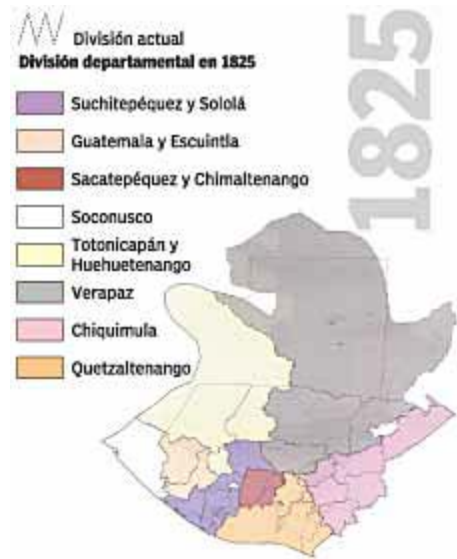 División actual
División departamental en 1825
Suchitepéquez y Sololá
Guatemala y Escuintla
Sacatepéquez y Chimaltenango
Soconusco
Totonicapán y
Huehuetenango
Verapaz
Chiquimula
Quetzaltenango
1825